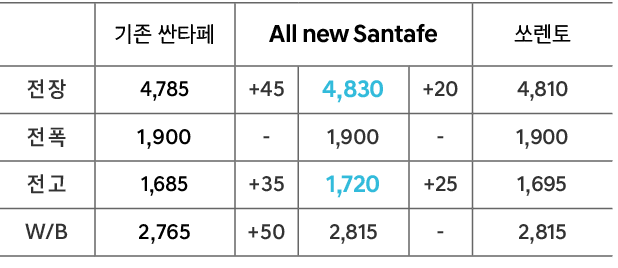 기존 싼타페 All new Santafe 쏘렌토
전장 4,785 +45 4,830 +20 4,810
전폭 1,900 - 1,900 - 1,900
전고 1,685 +35 1,720 +25 1,695
W/B 2,765 +50 2,815 - 2,815